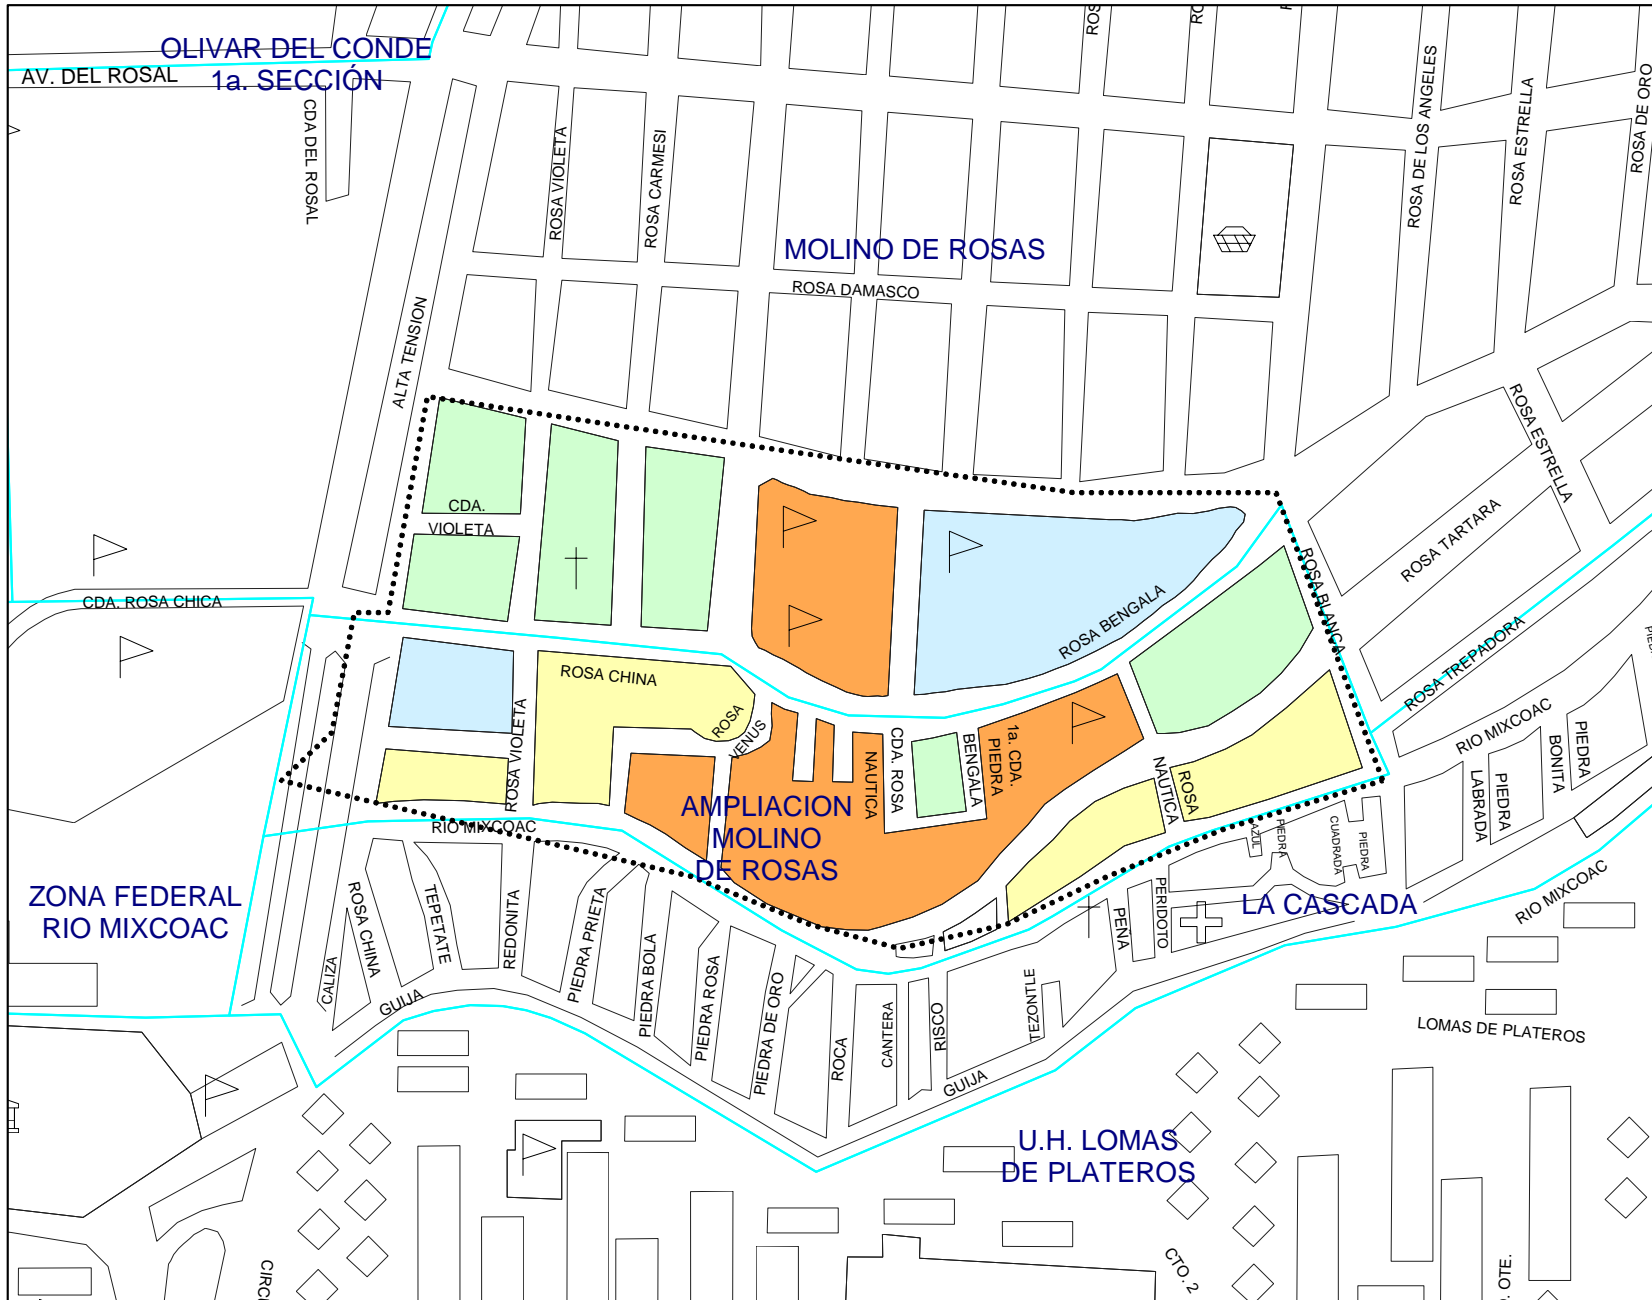 OLIVAR DEL CONDE
1a. SECCIÓN
AV. DEL ROSAL
CDA DEL ROSAL
ROSA VIOLETA
ROSA CARMESI
ROSA DE LOS ANGELES
ROSA ESTRELLA
ROSA DE ORO
MOLINO DE ROSAS
ROSA DAMASCO
ALTA TENSION
ROSA ESTRELLA
ROSA TARTARA
CDA.
VIOLETA
CDA. ROSA CHICA
ROSA BLANCA
ROSA BENGALA
ROSA TREPADORA
ROSA CHINA
ROSA
VENUS
ROSA VIOLETA
NAUTICA
CDA. ROSA
BENGALA
1a. CDA.
PIEDRA
ROSA
NAUTICA
RIO MIXCOAC
PIEDRA
BONITA
PIEDRA
LABRADA
AMPLIACION
MOLINO
DE ROSAS
RIO MIXCOAC
AZUL
PIEDRA
CUADRADA
PIEDRA
ZONA FEDERAL
RIO MIXCOAC
LA CASCADA
RIO MIXCOAC
CALIZA
ROSA CHINA
TEPETATE
REDONITA
PIEDRA PRIETA
PIEDRA BOLA
PIEDRA ROSA
PIEDRA DE ORO
ROCA
CANTERA
RISCO
TEZONTLE
PENA
PERIDOTO
GUIJA
GUIJA
LOMAS DE PLATEROS
U.H. LOMAS
DE PLATEROS
CTO. 2
OTE.